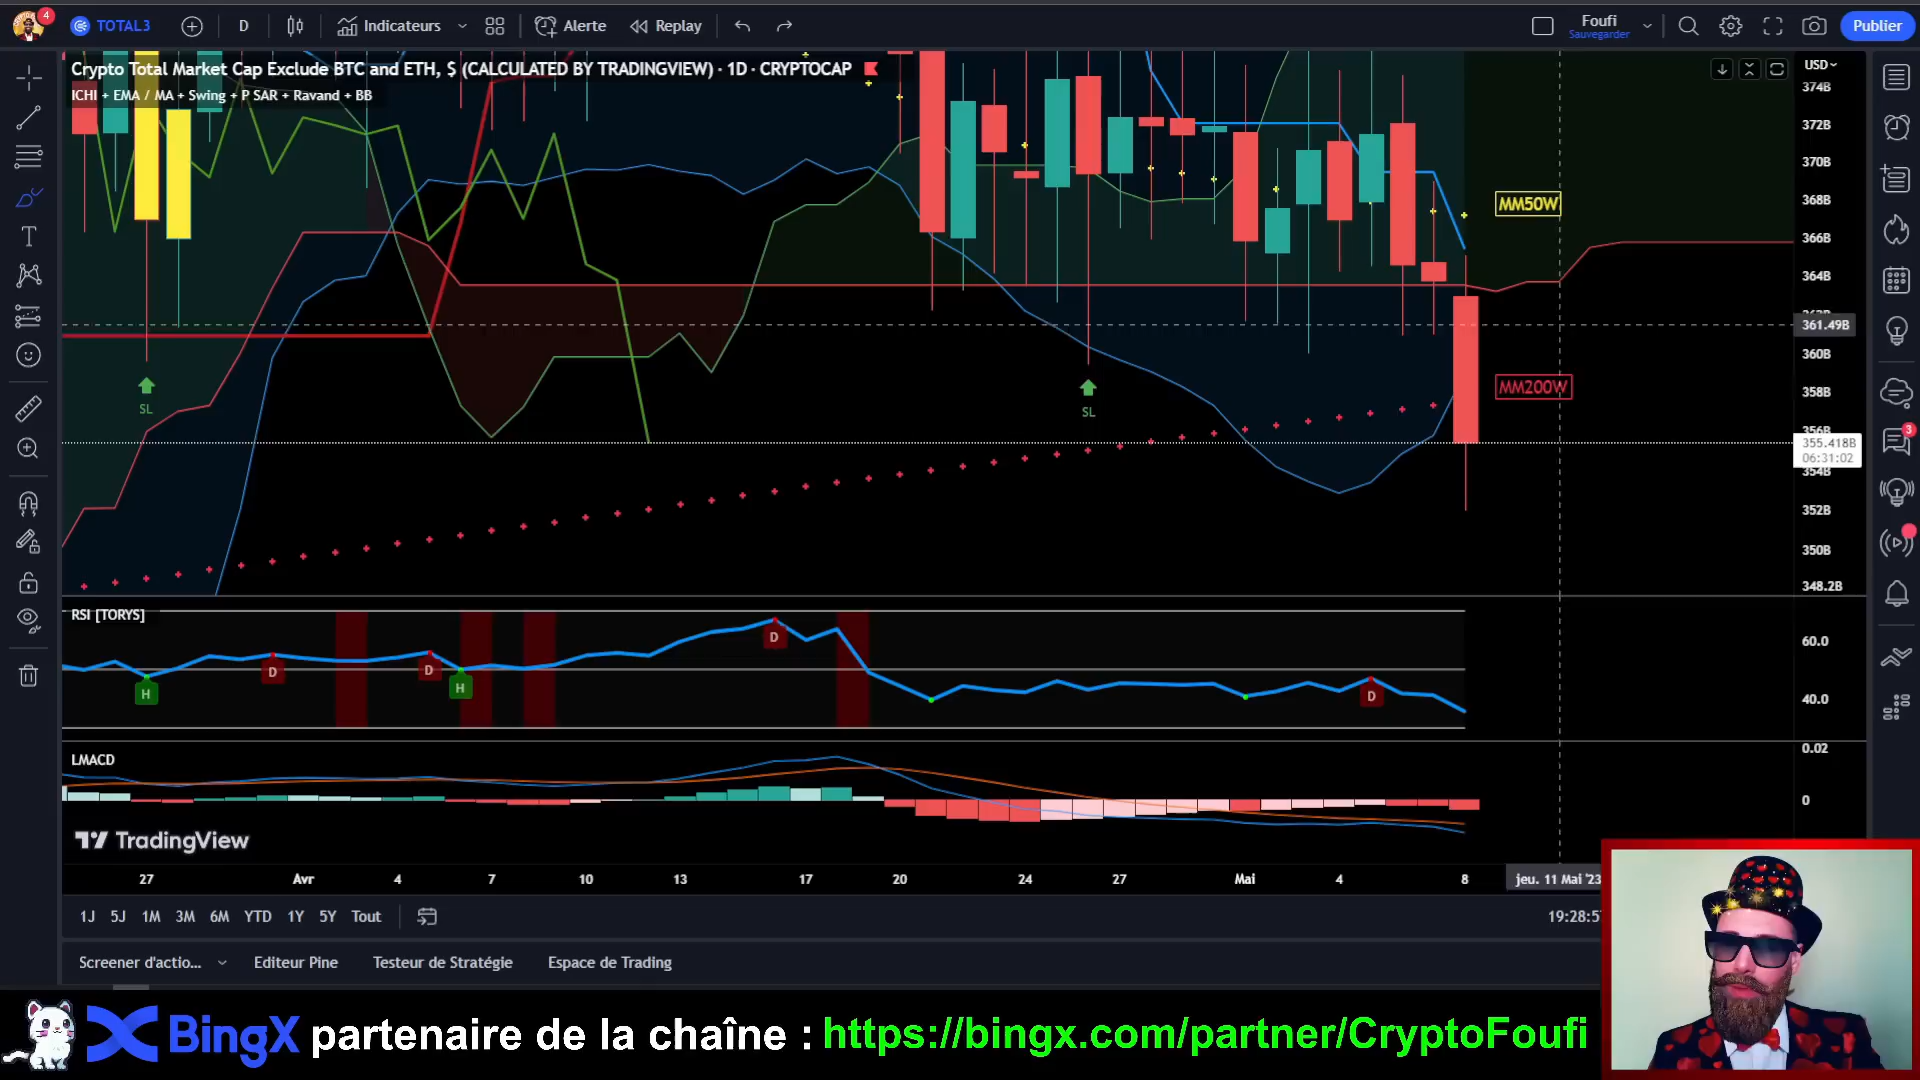 4
TOTAL3
D
Indicateurs
Alerte
Replay
Foufi
Sauvegarder
Publier
Crypto Total Market Cap Exclude BTC and ETH, $ (CALCULATED BY TRADINGVIEW) · 1D · CRYPTOCAP
ICHI + EMA / MA + Swing + P SAR + Ravand + BB
USD
374B
372B
370B
368B
366B
364B
361.49B
360B
358B
356B
355.418B
06:31:02
354B
352B
350B
348.2B
MM50W
MM200W
SL
SL
3
RSI [TORYS]
H
D
D
H
D
D
60.0
40.0
LMACD
0.02
0
TradingView
27
Avr
4
7
10
13
17
20
24
27
Mai
4
8
jeu. 11 Mai '23
1J
5J
1M
3M
6M
YTD
1Y
5Y
Tout
Screener d'actio...
Editeur Pine
Testeur de Stratégie
Espace de Trading
BingX partenaire de la chaîne : https://bingx.com/partner/CryptoFoufi